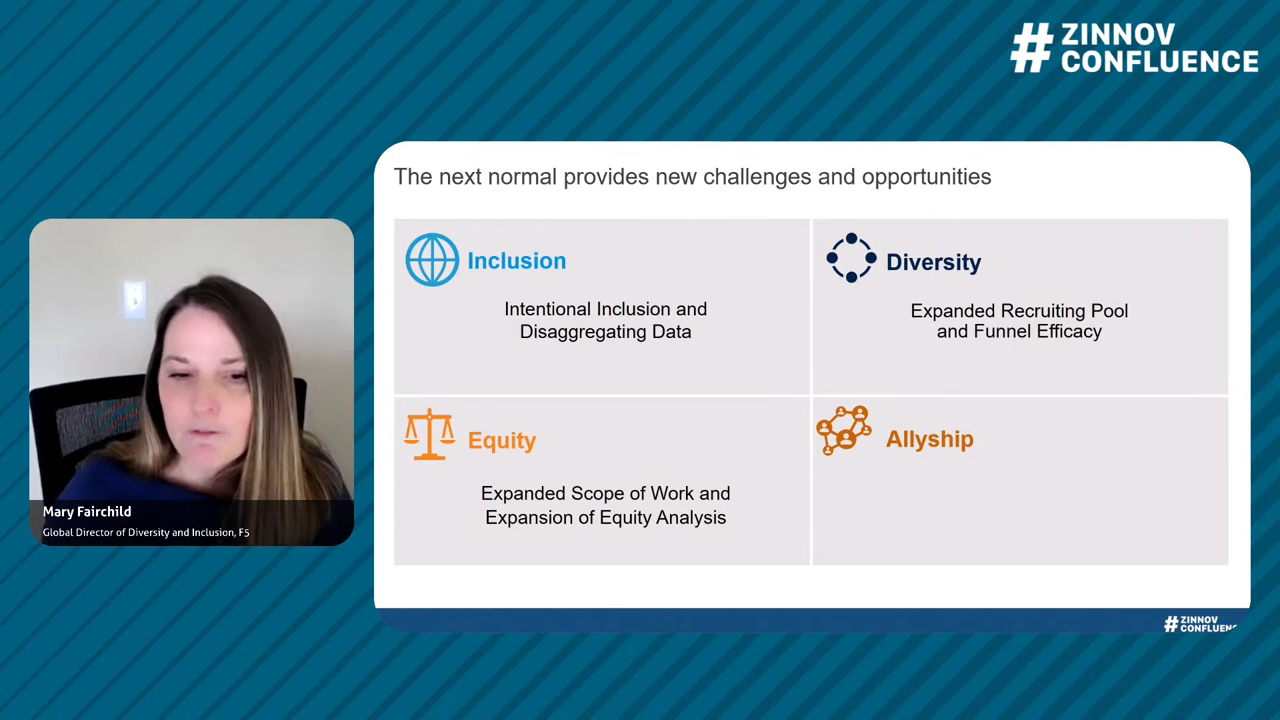 # ZINNOV
CONFLUENCE
The next normal provides new challenges and opportunities
Inclusion
Intentional Inclusion and
Disaggregating Data
Diversity
Expanded Recruiting Pool
and Funnel Efficacy
Equity
Expanded Scope of Work and
Expansion of Equity Analysis
Allyship
Mary Fairchild
Global Director of Diversity and Inclusion, F5
# ZINNOV
CONFLUENC